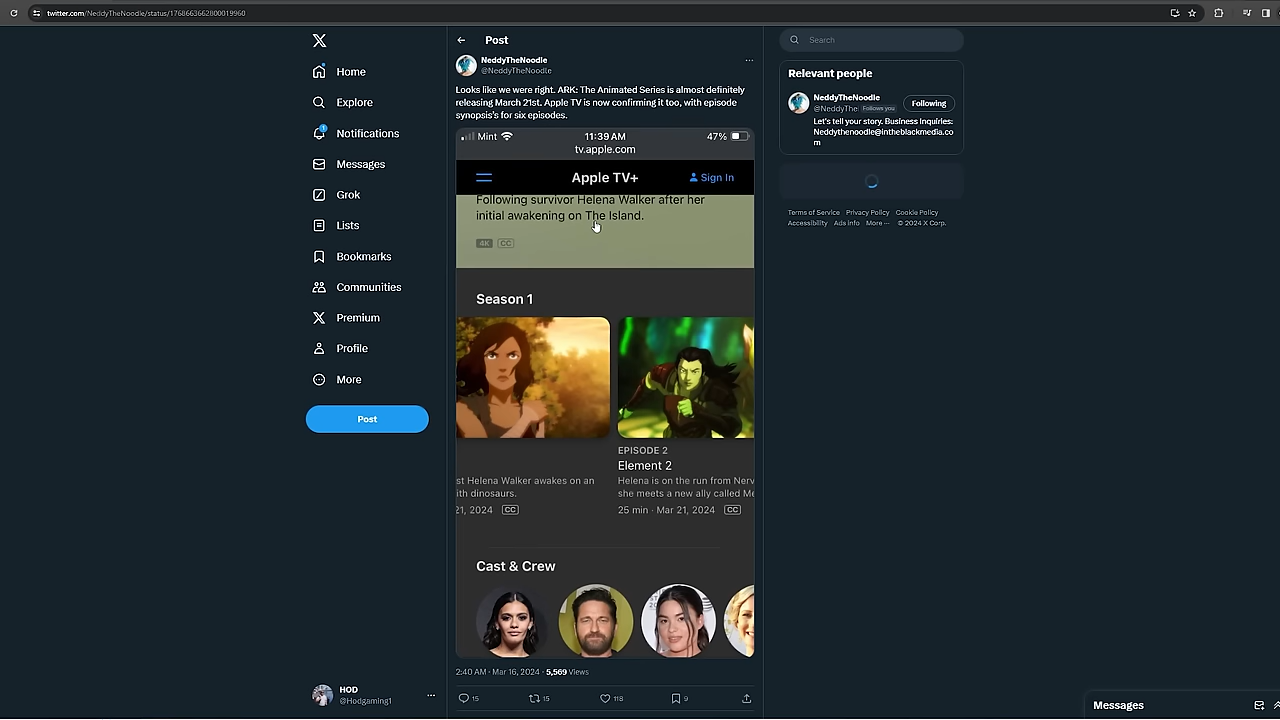 twitter.com/NeddyTheNoodle/status/1768663662800019960
Home
Explore
1
Notifications
Messages
Grok
Lists
Bookmarks
Communities
Premium
Profile
More
Post
HOD
@Hodgaming1
Post
NeddyTheNoodle
@NeddyTheNoodle
Looks like we were right. ARK: The Animated Series is almost definitely
releasing March 21st. Apple TV is now confirming it too, with episode
synopsis's for six episodes.
Mint 11:39 AM 47%
tv.apple.com
Apple TV+ Sign In
Following survivor Helena Walker after her
initial awakening on The Island.
4K CC
Season 1
st Helena Walker awakes on an
ith dinosaurs.
21, 2024 CC
EPISODE 2
Element 2
Helena is on the run from Nerv
she meets a new ally called Me
25 min · Mar 21, 2024 CC
Cast & Crew
2:40 AM · Mar 16, 2024 · 5,569 Views
15 15 118 9
Search
Relevant people
NeddyTheNoodle
@NeddyThe Follows you
Following
Let's tell your story. Business Inquiries:
Neddythenoodle@intheblackmedia.co
m
Terms of Service Privacy Policy Cookie Policy
Accessibility Ads info More ··· © 2024 X Corp.
Messages